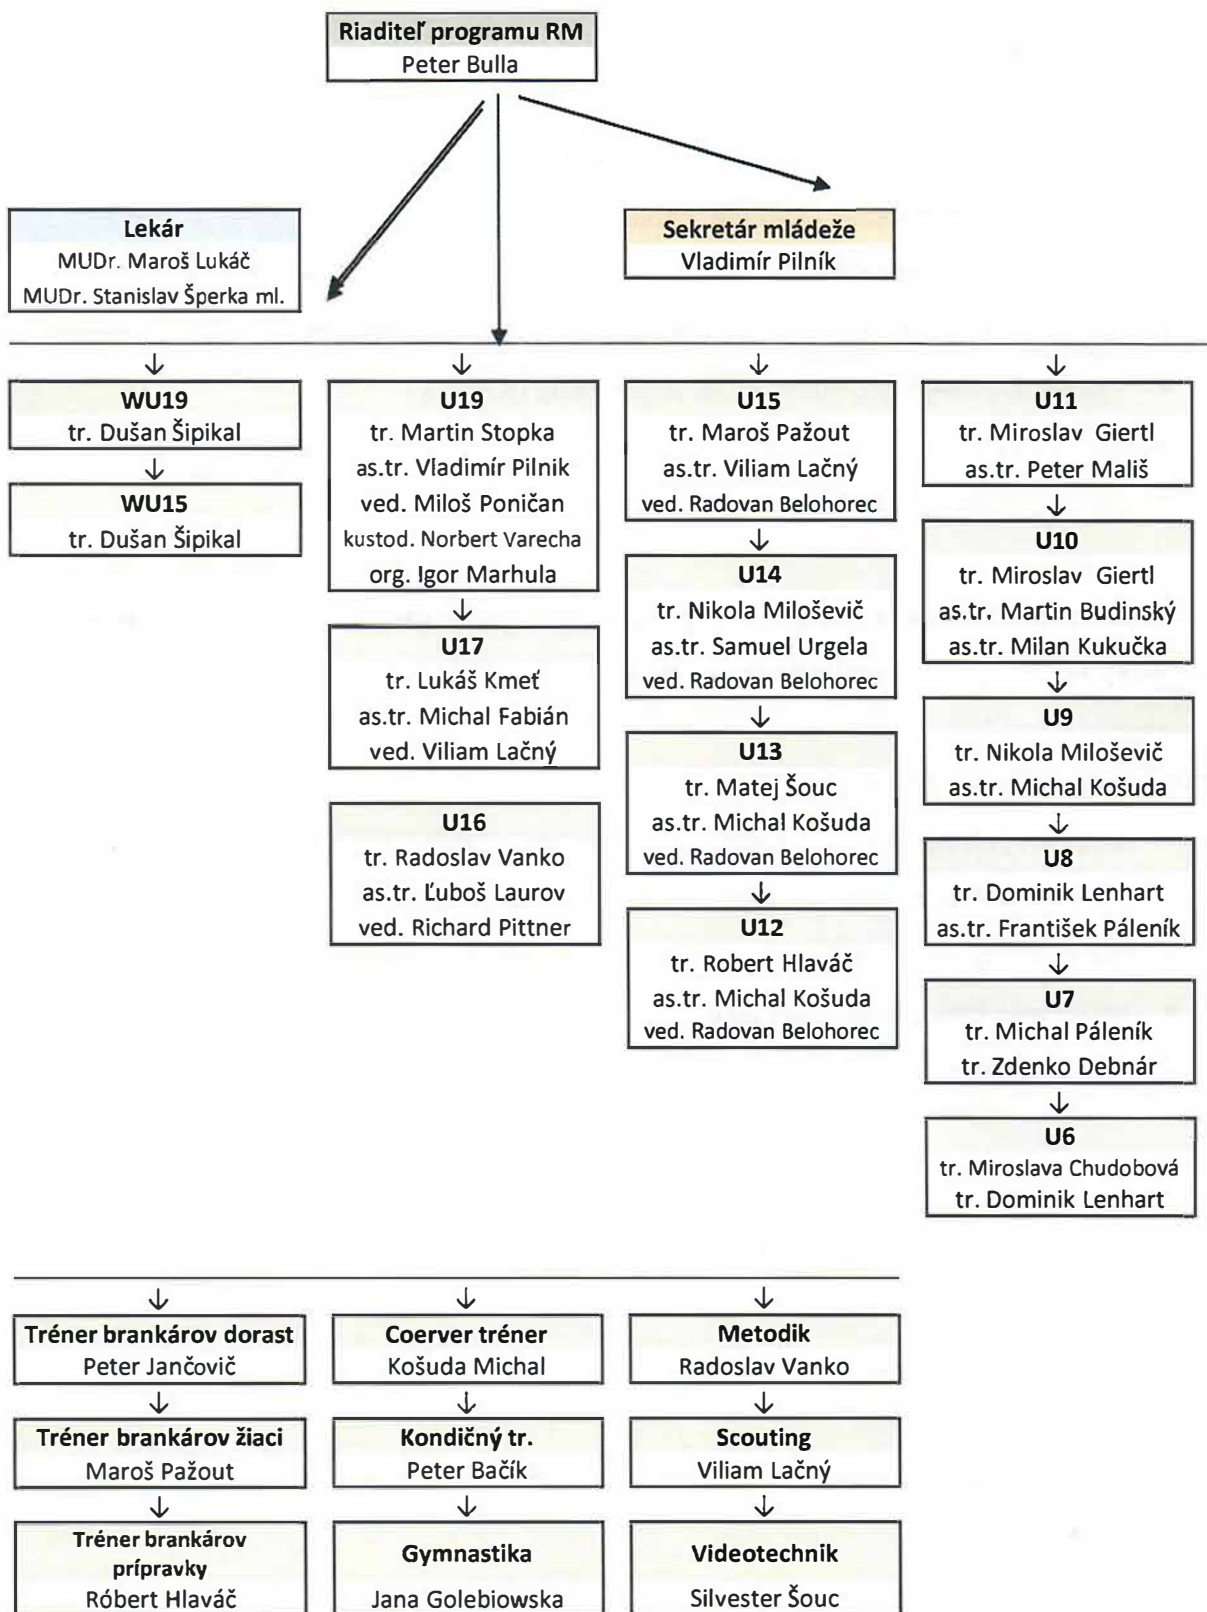 Riaditeľ programu RM
Peter Bulla
Lekár
MUDr. Maroš Lukáč
MUDr. Stanislav Šperka ml.
Sekretár mládeže
Vladimír Pilník
WU19
tr. Dušan Šipikal
WU15
tr. Dušan Šipikal
U19
tr. Martin Stopka
as.tr. Vladimír Pilnik
ved. Miloš Poničan
kustod. Norbert Varecha
org. Igor Marhula
U17
tr. Lukáš Kmeť
as.tr. Michal Fabián
ved. Viliam Lačný
U16
tr. Radoslav Vanko
as.tr. Ľuboš Laurov
ved. Richard Pittner
U15
tr. Maroš Pažout
as.tr. Viliam Lačný
ved. Radovan Belohorec
U14
tr. Nikola Miloševič
as.tr. Samuel Urgela
ved. Radovan Belohorec
U13
tr. Matej Šouc
as.tr. Michal Košuda
ved. Radovan Belohorec
U12
tr. Robert Hlaváč
as.tr. Michal Košuda
ved. Radovan Belohorec
U11
tr. Miroslav Giertl
as.tr. Peter Mališ
U10
tr. Miroslav Giertl
as.tr. Martin Budinský
as.tr. Milan Kukučka
U9
tr. Nikola Miloševič
as.tr. Michal Košuda
U8
tr. Dominik Lenhart
as.tr. František Páleník
U7
tr. Michal Páleník
tr. Zdenko Debnár
U6
tr. Miroslava Chudobová
tr. Dominik Lenhart
Tréner brankárov dorast
Peter Jančovič
Tréner brankárov žiaci
Maroš Pažout
Tréner brankárov
prípravky
Róbert Hlaváč
Coerver tréner
Košuda Michal
Kondičný tr.
Peter Bačík
Gymnastika
Jana Golebiowska
Metodik
Radoslav Vanko
Scouting
Viliam Lačný
Videotechnik
Silvester Šouc